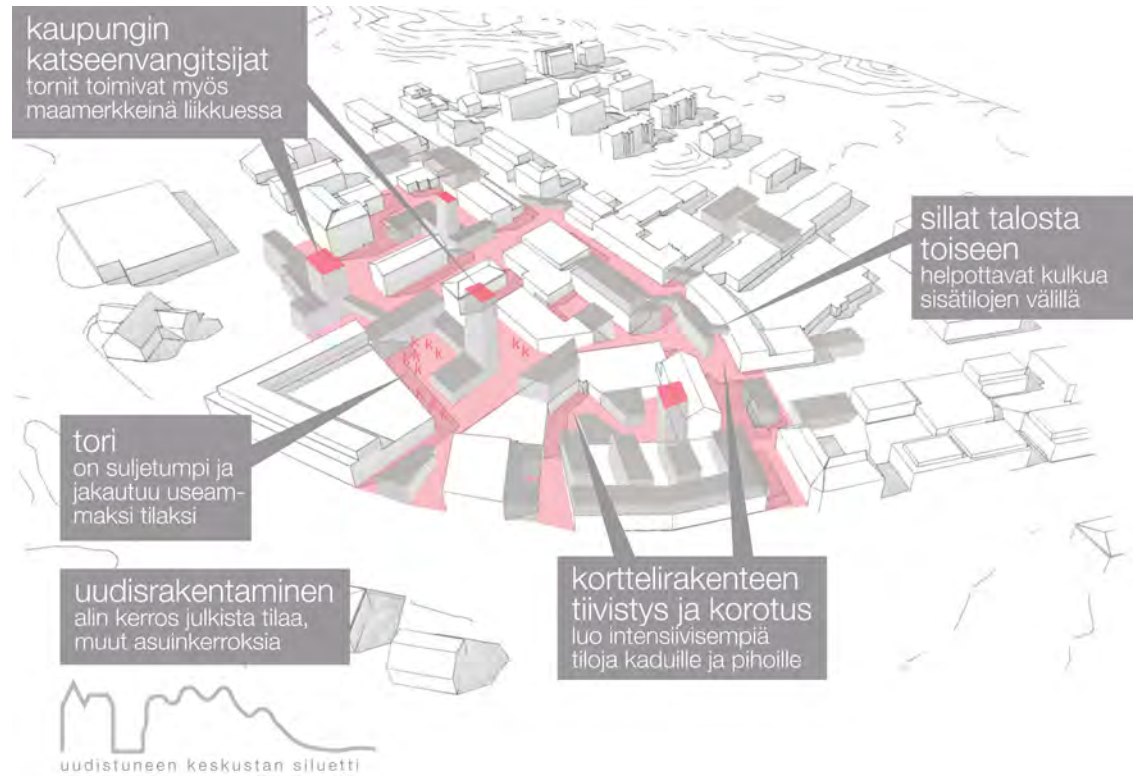 kaupungin
katseenvangitsijat
tornit toimivat myös
maamerkkeinä liikkuessa
sillat talosta
toiseen
helpottavat kulkua
sisätilojen välillä
tori
on suljetumpi ja
jakautuu useam-
maksi tilaksi
uudisrakentaminen
alin kerros julkista tilaa,
muut asuinkerroksia
korttelirakenteen
tiivistys ja korotus
luo intensiivisempiä
tiloja kaduille ja pihoille
uudistuneen keskustan siluetti